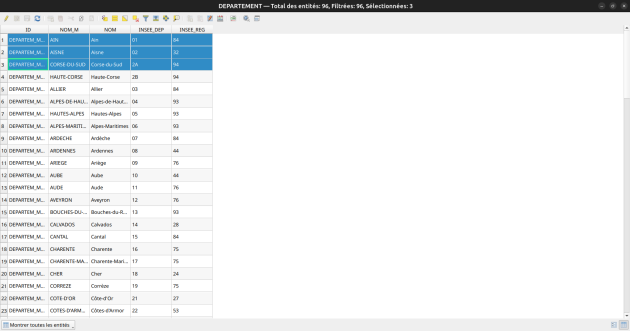 DEPARTEMENT — Total des entités: 96, Filtrées: 96, Sélectionnées: 3
ID NOM_M NOM INSEE_DEP INSEE_REG
1 DEPARTEM_M... AIN Ain 01 84
2 DEPARTEM_M... AISNE Aisne 02 32
3 DEPARTEM_M... CORSE-DU-SUD Corse-du-Sud 2A 94
4 DEPARTEM_M... HAUTE-CORSE Haute-Corse 2B 94
5 DEPARTEM_M... ALLIER Allier 03 84
6 DEPARTEM_M... ALPES-DE-HAU... Alpes-de-Haut... 04 93
7 DEPARTEM_M... HAUTES-ALPES Hautes-Alpes 05 93
8 DEPARTEM_M... ALPES-MARITI... Alpes-Maritimes 06 93
9 DEPARTEM_M... ARDECHE Ardèche 07 84
10 DEPARTEM_M... ARDENNES Ardennes 08 44
11 DEPARTEM_M... ARIEGE Ariège 09 76
12 DEPARTEM_M... AUBE Aube 10 44
13 DEPARTEM_M... AUDE Aude 11 76
14 DEPARTEM_M... AVEYRON Aveyron 12 76
15 DEPARTEM_M... BOUCHES-DU-... Bouches-du-R... 13 93
16 DEPARTEM_M... CALVADOS Calvados 14 28
17 DEPARTEM_M... CANTAL Cantal 15 84
18 DEPARTEM_M... CHARENTE Charente 16 75
19 DEPARTEM_M... CHARENTE-MA... Charente-Mari... 17 75
20 DEPARTEM_M... CHER Cher 18 24
21 DEPARTEM_M... CORREZE Corrèze 19 75
22 DEPARTEM_M... COTE-D'OR Côte-d'Or 21 27
23 DEPARTEM_M... COTES-D'ARM... Côtes-d'Armor 22 53
Montrer toutes les entités